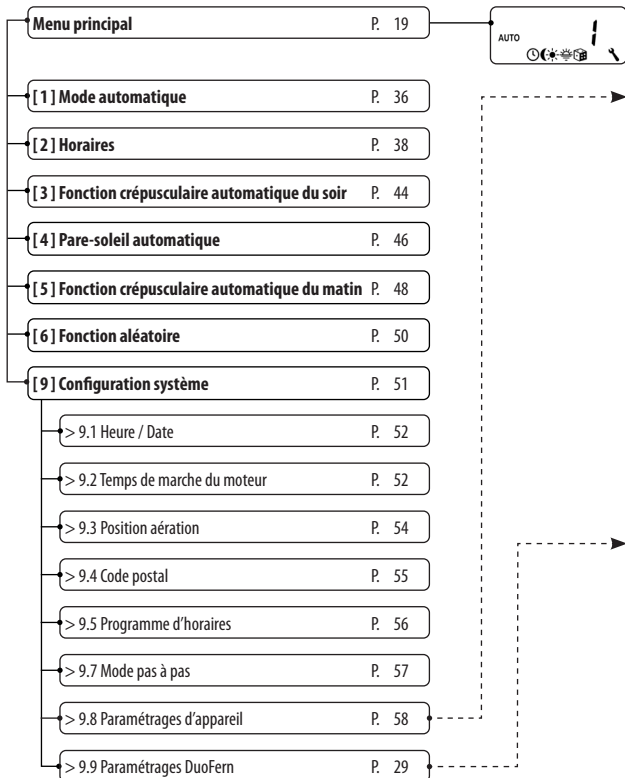 Menu principal P. 19
AUTO 1
[ 1 ] Mode automatique P. 36
[ 2 ] Horaires P. 38
[ 3 ] Fonction crépusculaire automatique du soir P. 44
[ 4 ] Pare-soleil automatique P. 46
[ 5 ] Fonction crépusculaire automatique du matin P. 48
[ 6 ] Fonction aléatoire P. 50
[ 9 ] Configuration système P. 51
> 9.1 Heure / Date P. 52
> 9.2 Temps de marche du moteur P. 52
> 9.3 Position aération P. 54
> 9.4 Code postal P. 55
> 9.5 Programme d'horaires P. 56
> 9.7 Mode pas à pas P. 57
> 9.8 Paramétrages d'appareil P. 58
> 9.9 Paramétrages DuoFern P. 29